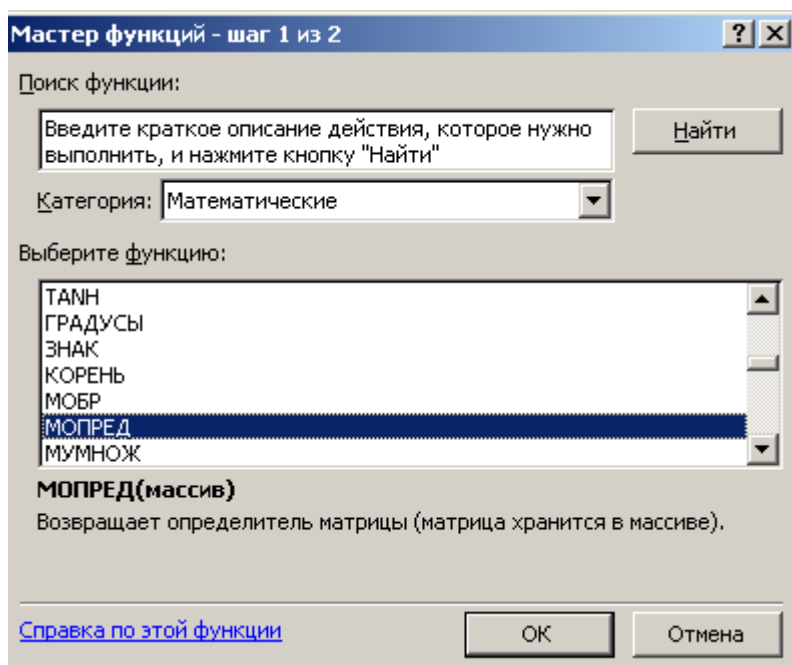 Мастер функций - шаг 1 из 2
Поиск функции:
Введите краткое описание действия, которое нужно
выполнить, и нажмите кнопку "Найти"
Найти
Категория: Математические
Выберите функцию:
TANH
ГРАДУСЫ
ЗНАК
КОРЕНЬ
МОБР
МОПРЕД
МУМНОЖ
МОПРЕД(массив)
Возвращает определитель матрицы (матрица хранится в массиве).
Справка по этой функции
ОК
Отмена